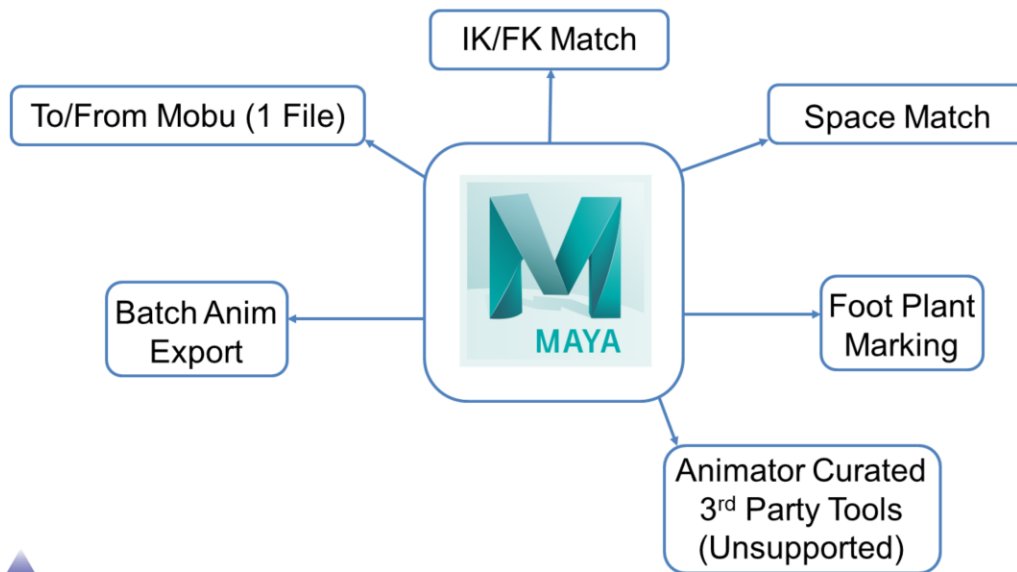 IK/FK Match
To/From Mobu (1 File)
Space Match
MAYA
Batch Anim
Export
Foot Plant
Marking
Animator Curated
3rd Party Tools
(Unsupported)